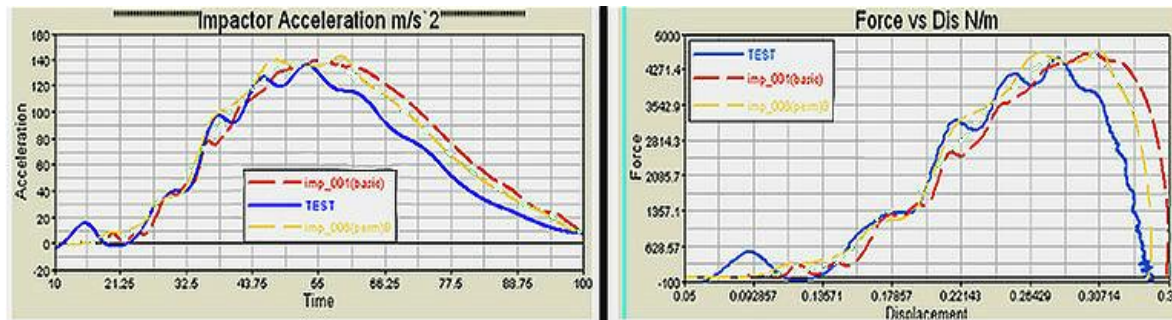 Impactor Acceleration m/s`2
160
140
120
100
80
60
40
20
0
-20
Acceleration
10 21.25 32.5 43.75 55 66.25 77.5 88.75 100
Time
imp_001(basic)
TEST
Force vs Dis N/m
5000
4271.4
3542.9
2814.3
2085.7
1357.1
628.57
-100
Force
0.05 0.092857 0.13571 0.17857 0.22143 0.26429 0.30714
Displacement
TEST
imp_001(basic)